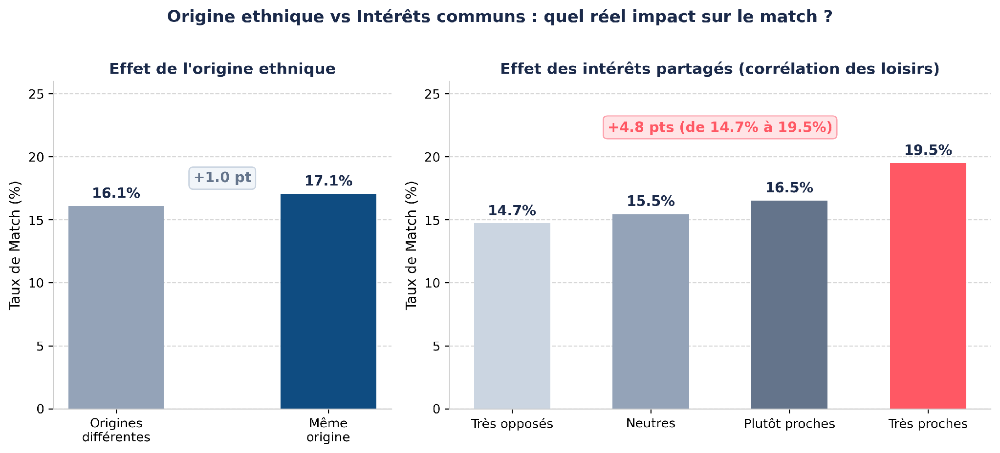 Origine ethnique vs Intérêts communs : quel réel impact sur le match ?
Effet de l'origine ethnique
Taux de Match (%)
25
20
15
10
5
0
16.1%
+1.0 pt
17.1%
Origines
différentes
Même
origine
Effet des intérêts partagés (corrélation des loisirs)
Taux de Match (%)
25
20
15
10
5
0
+4.8 pts (de 14.7% à 19.5%)
14.7%
15.5%
16.5%
19.5%
Très opposés
Neutres
Plutôt proches
Très proches